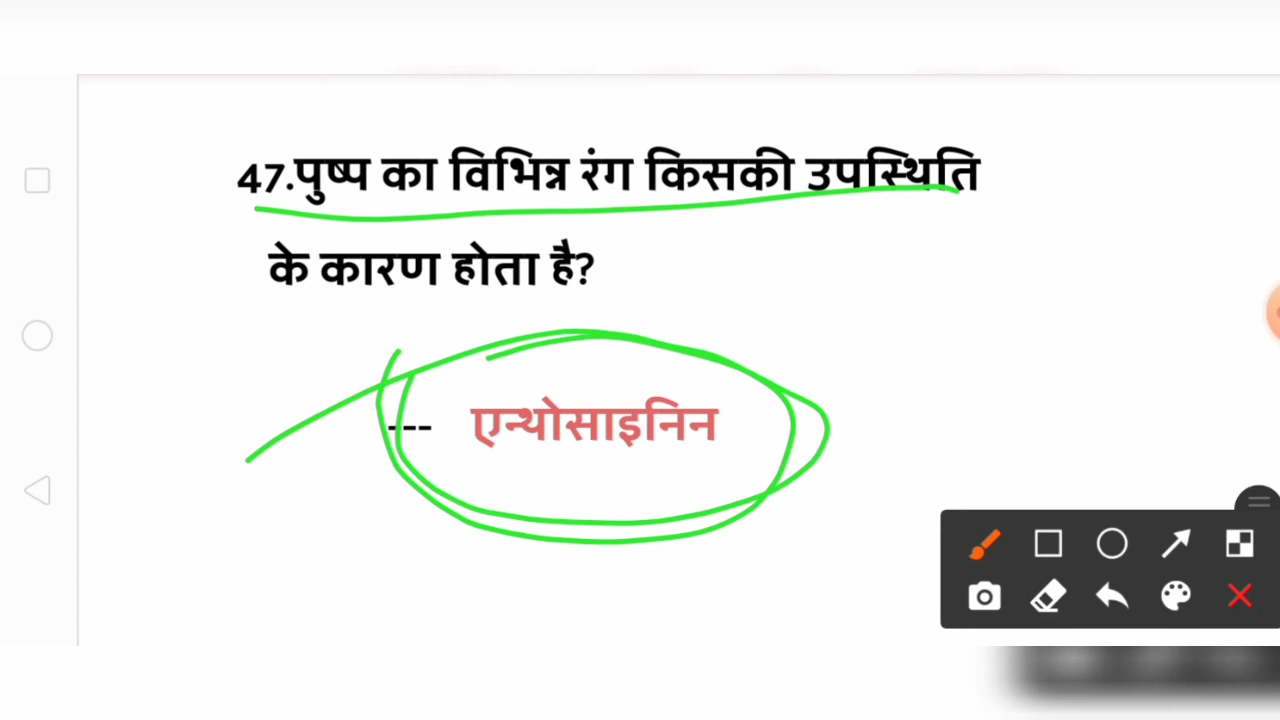 47.पुष्प का विभिन्न रंग किसकी उपस्थिति
के कारण होता है?
--- एन्थोसाइनिन